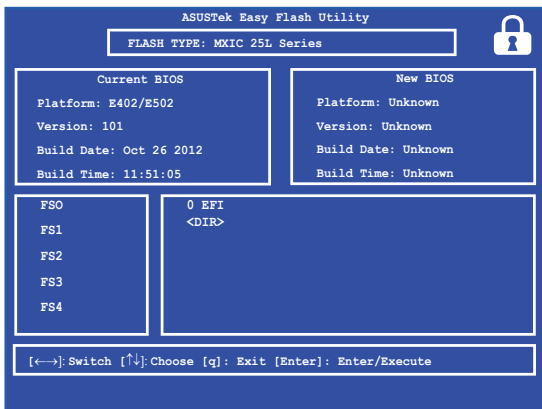 ASUSTek Easy Flash Utility
FLASH TYPE: MXIC 25L Series
Current BIOS
Platform: E402/E502
Version: 101
Build Date: Oct 26 2012
Build Time: 11:51:05
New BIOS
Platform: Unknown
Version: Unknown
Build Date: Unknown
Build Time: Unknown
FSO
FS1
FS2
FS3
FS4
0 EFI
<DIR>
[←→]: Switch [↑↓]: Choose [q]: Exit [Enter]: Enter/Execute